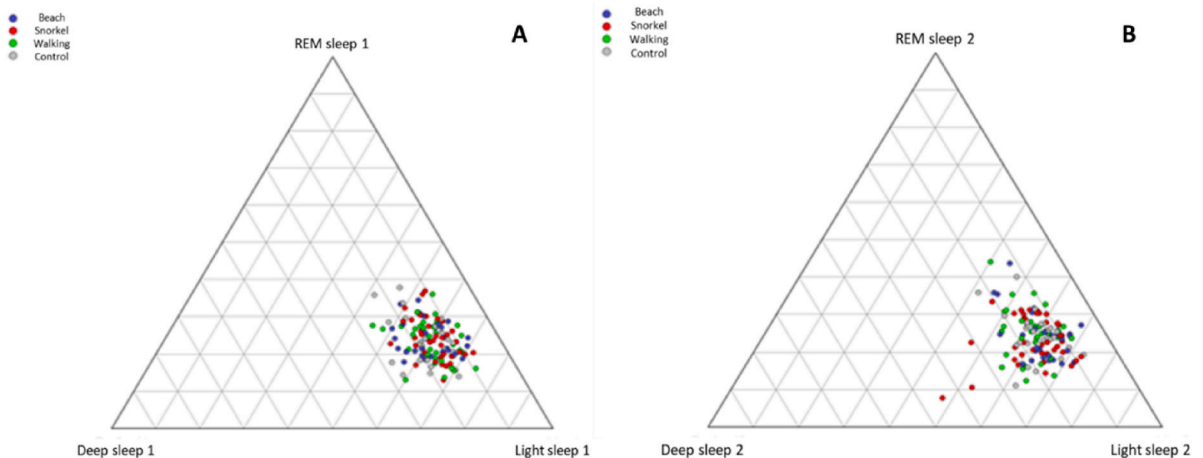 Beach
Snorkel
Walking
Control
REM sleep 1
A
Deep sleep 1
Light sleep 1
Beach
Snorkel
Walking
Control
REM sleep 2
B
Deep sleep 2
Light sleep 2